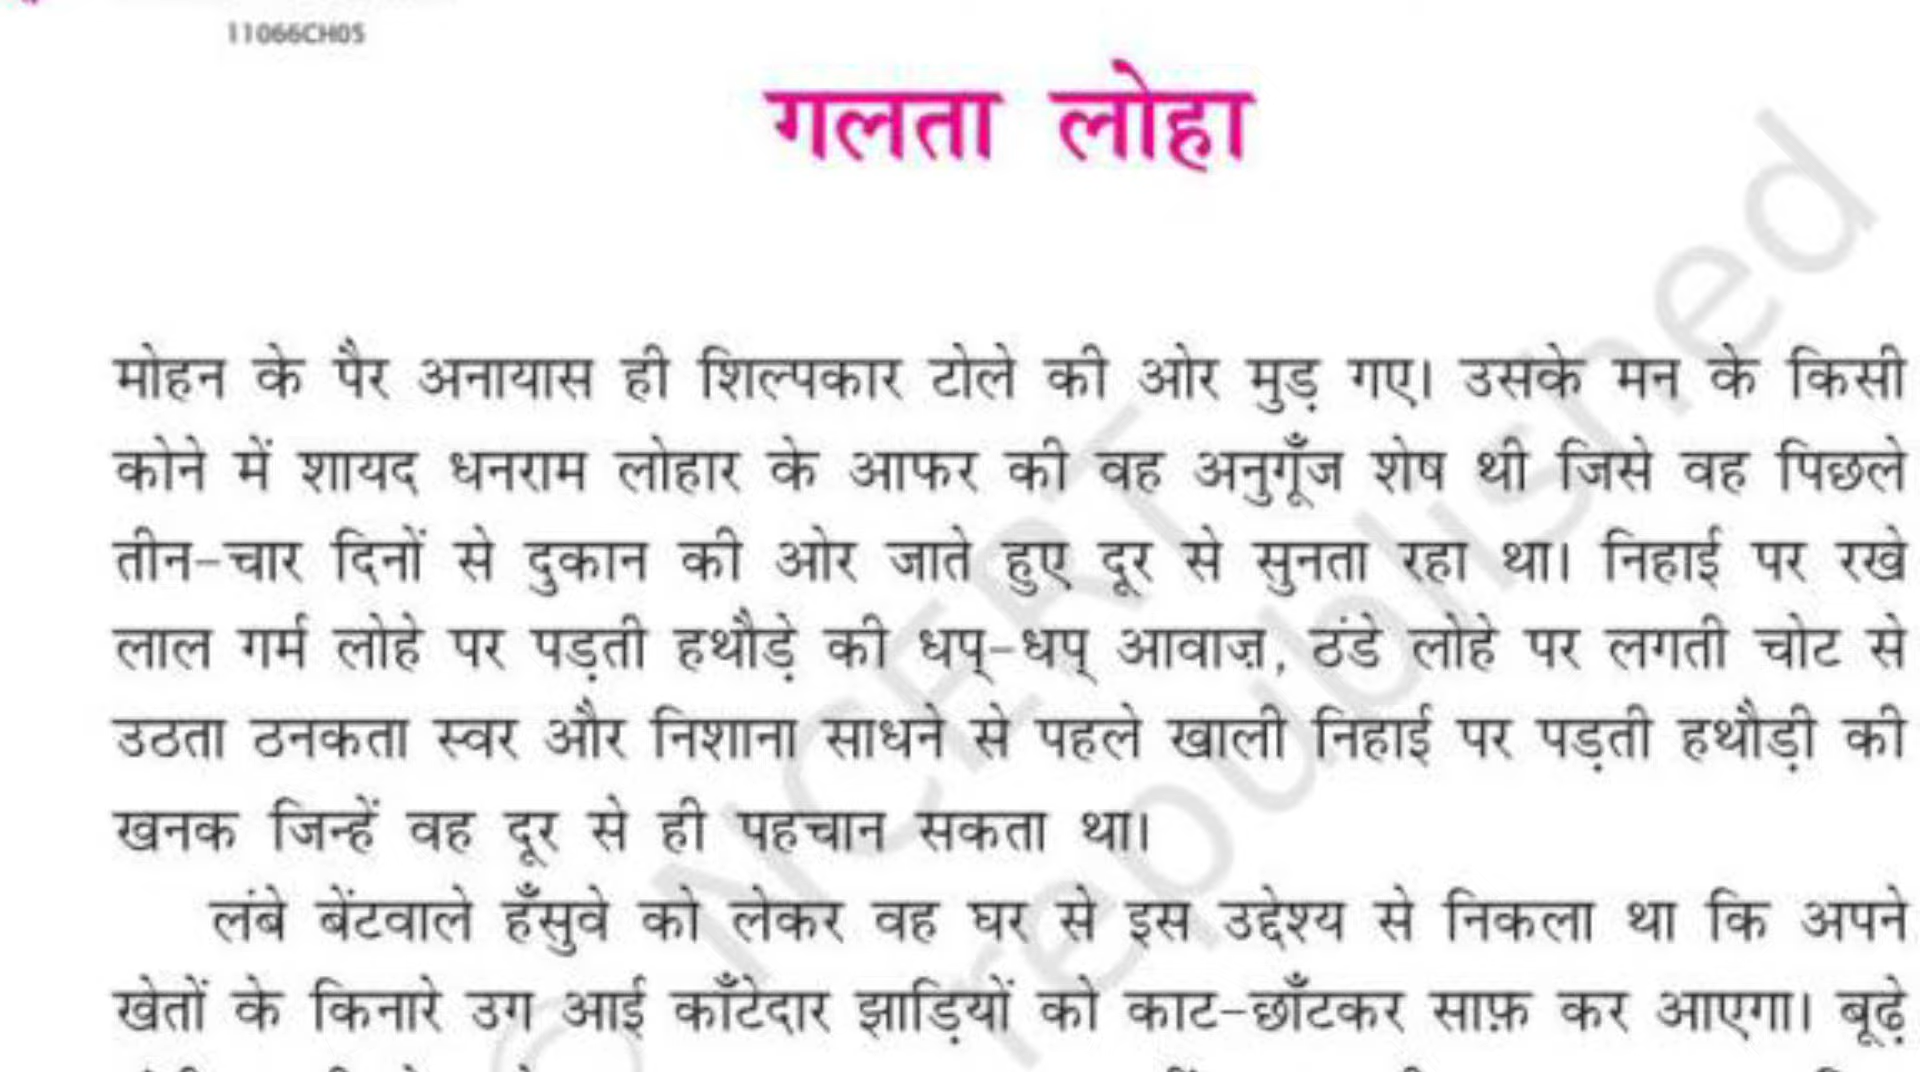 11066CH05
गलता लोहा
मोहन के पैर अनायास ही शिल्पकार टोले की ओर मुड़ गए। उसके मन के किसी
कोने में शायद धनराम लोहार के आफर की वह अनुगूँज शेष थी जिसे वह पिछले
तीन-चार दिनों से दुकान की ओर जाते हुए दूर से सुनता रहा था। निहाई पर रखे
लाल गर्म लोहे पर पड़ती हथौड़े की धप्-धप् आवाज़, ठंडे लोहे पर लगती चोट से
उठता ठनकता स्वर और निशाना साधने से पहले खाली निहाई पर पड़ती हथौड़ी की
खनक जिन्हें वह दूर से ही पहचान सकता था।
लंबे बेंटवाले हँसुवे को लेकर वह घर से इस उद्देश्य से निकला था कि अपने
खेतों के किनारे उग आई काँटेदार झाड़ियों को काट-छाँटकर साफ़ कर आएगा। बूढ़े
© NCERT
republished